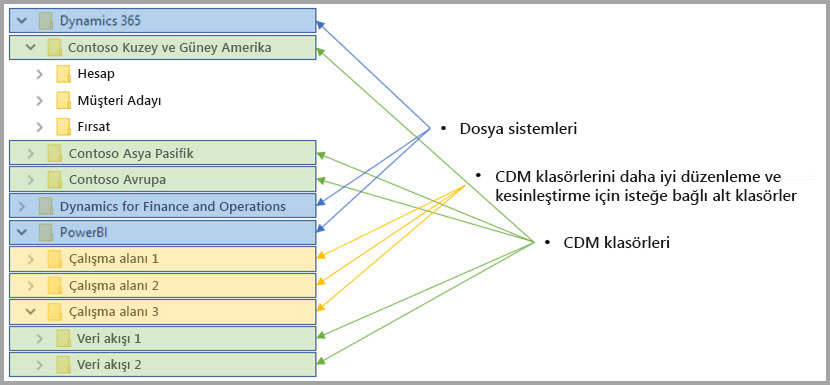 Dynamics 365
Contoso Kuzey ve Güney Amerika
Hesap
Müşteri Adayı
Fırsat
Contoso Asya Pasifik
Contoso Avrupa
Dynamics for Finance and Operations
PowerBI
Çalışma alanı 1
Çalışma alanı 2
Çalışma alanı 3
Veri akışı 1
Veri akışı 2
• Dosya sistemleri
• CDM klasörlerini daha iyi düzenleme ve
kesinleştirme için isteğe bağlı alt klasörler
• CDM klasörleri